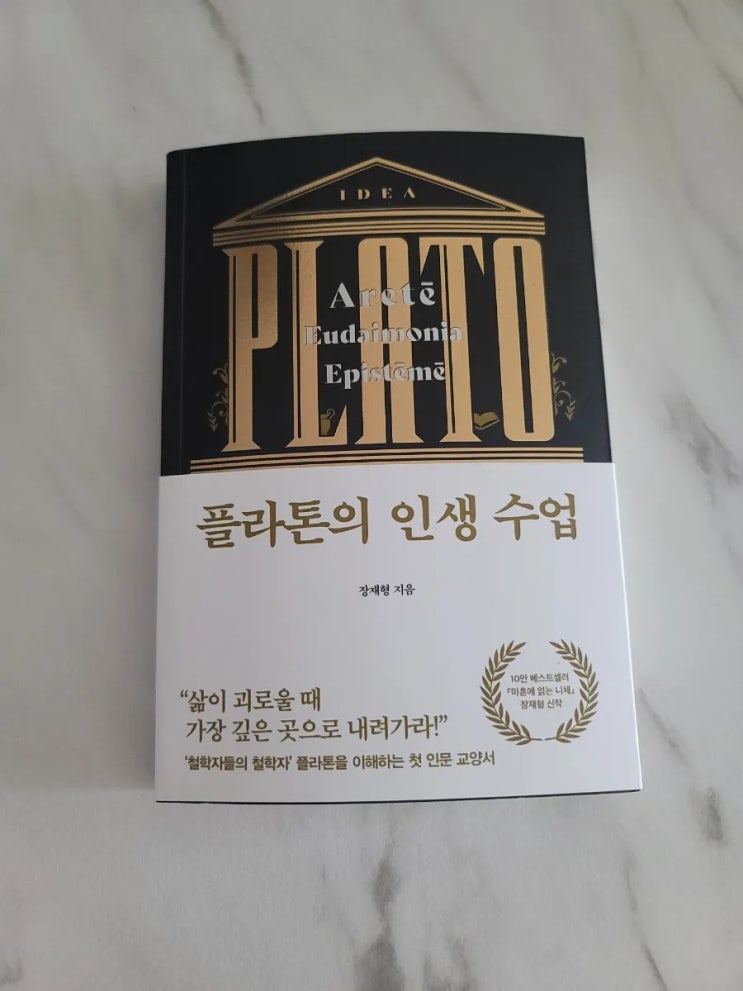 IDEA
PLATO
Aretē
Eudaimonia
Epistēmē
플라톤의 인생 수업
장재형 지음
“삶이 괴로울 때
가장 깊은 곳으로 내려가라!”
‘철학자들의 철학자’ 플라톤을 이해하는 첫 인문 교양서
10만 베스트셀러
『마흔에 읽는 니체』
장재형 신작